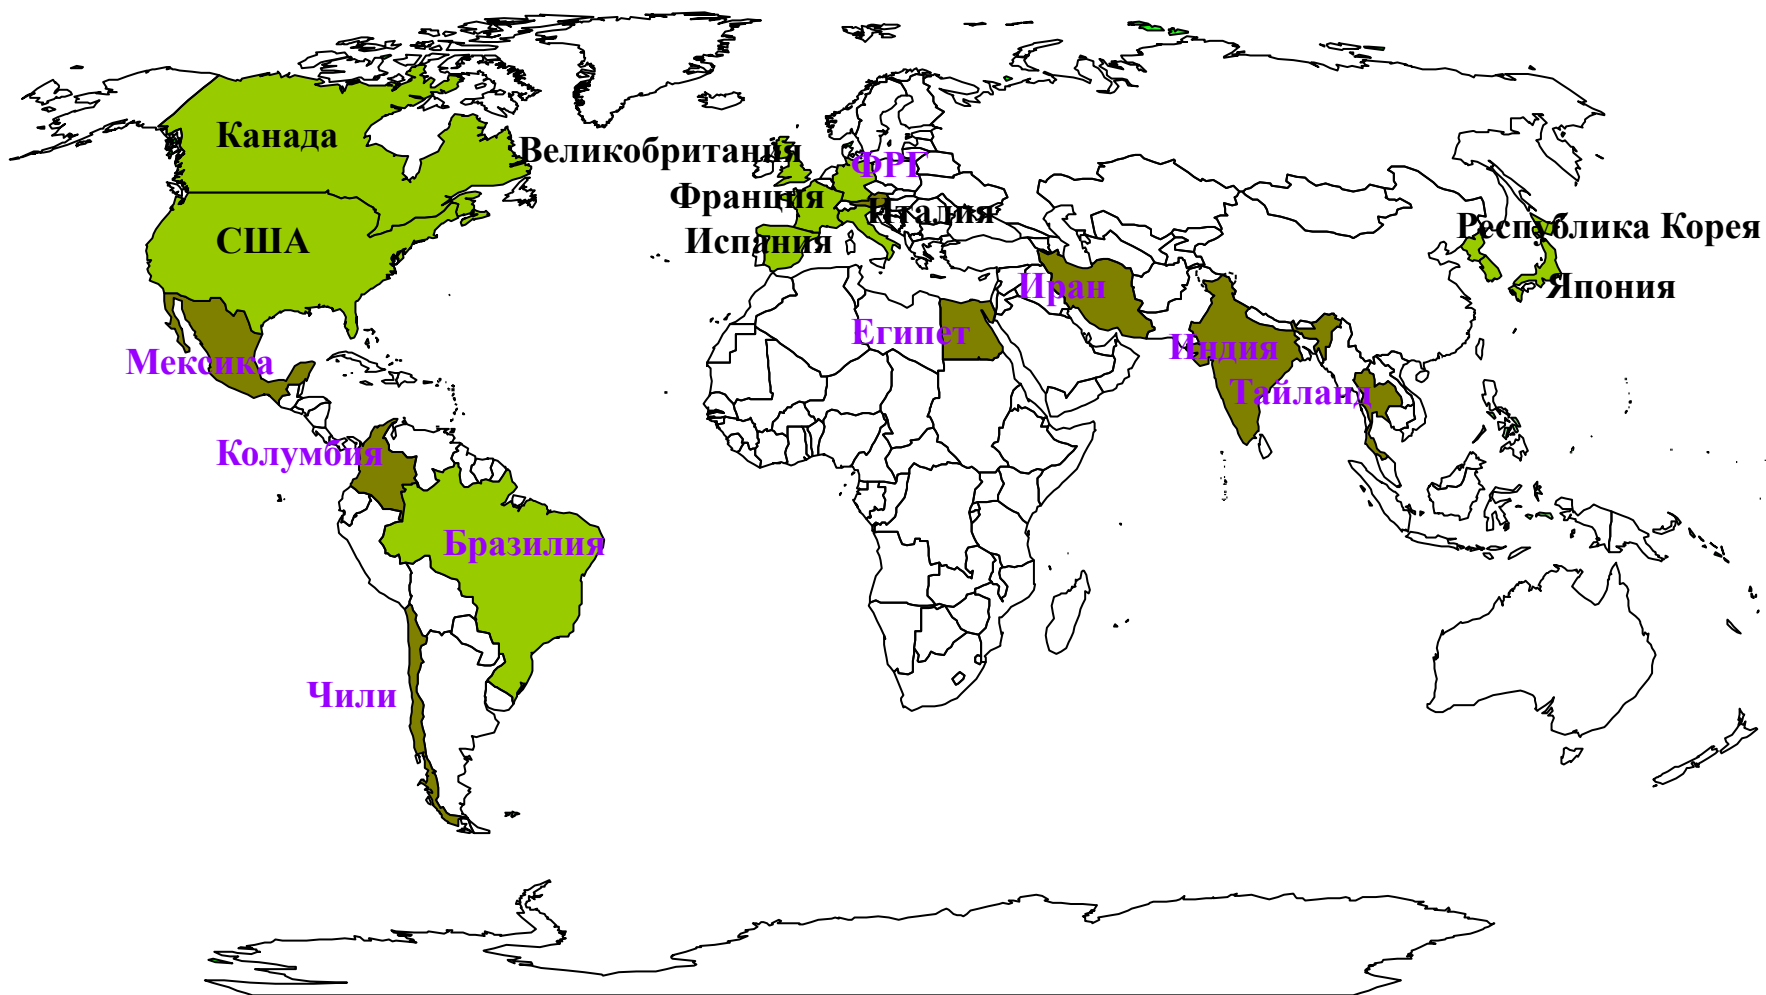 Канада
Великобритания
ФРГ
Франция
Италия
США
Испания
Республика Корея
Япония
Иран
Египет
Индия
Мексика
Тайланд
Колумбия
Бразилия
Чили